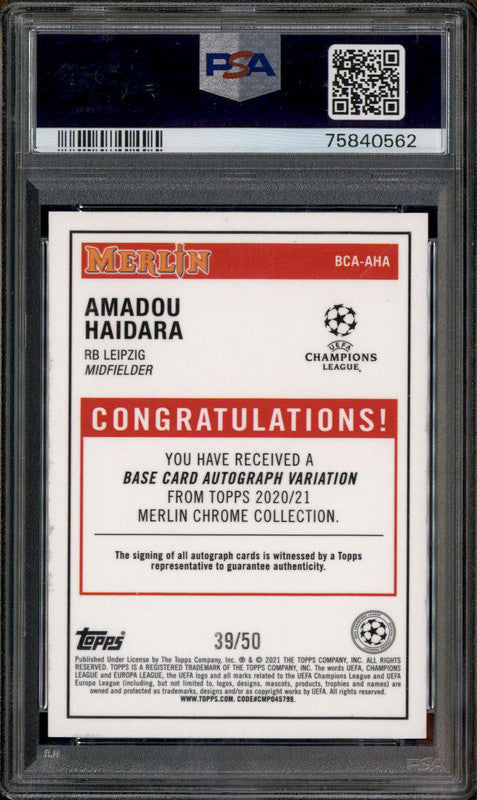 PSA
75840562
MERLIN
BCA-AHA
AMADOU
HAIDARA
RB LEIPZIG
MIDFIELDER
UEFA
CHAMPIONS
LEAGUE
CONGRATULATIONS!
YOU HAVE RECEIVED A
BASE CARD AUTOGRAPH VARIATION
FROM TOPPS 2020/21
MERLIN CHROME COLLECTION.
The signing of all autograph cards is witnessed by a Topps
representative to guarantee authenticity.
Topps
39/50
Published Under License by The Topps Company, Inc. ® & © 2021 THE TOPPS COMPANY, INC. ALL RIGHTS
TOPPS IS A REGISTERED TRADEMARK OF THE TOPPS COMPANY, INC. The words UEFA, CHAMPIONS
LEAGUE and EUROPA LEAGUE, the UEFA logo and all marks related to the UEFA Champions League and UEFA
Europa League (including, but not limited to, logos, designs, mascots, products, trophies and names) are
owned and protected as trademarks, designs and/or as copyright works by UEFA. All rights reserved.
WWW.TOPPS.COM. CODE#CMP045799.
PSA